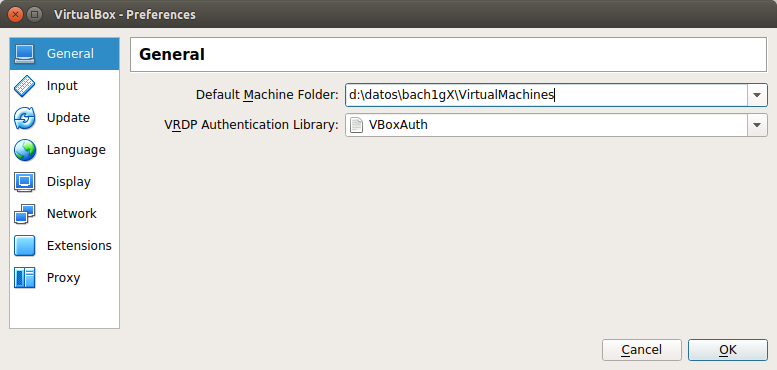 VirtualBox - Preferences
General
Input
Update
Language
Display
Network
Extensions
Proxy
General
Default Machine Folder: d:\datos\bach1gX\VirtualMachines
VRDP Authentication Library: VBoxAuth
Cancel OK